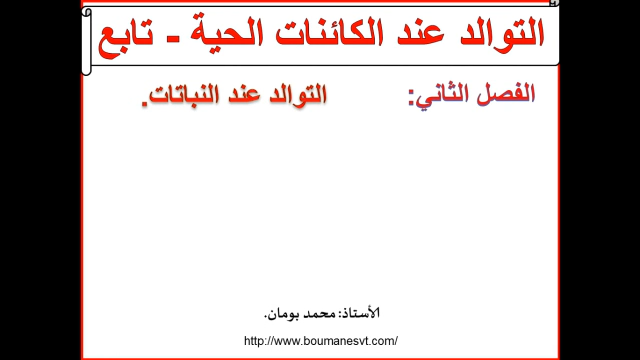 التوالد عند الكائنات الحية - تابع
الفصل الثاني: التوالد عند النباتات.
الأستاذ: محمد بومان.
http://www.boumanesvt.com/